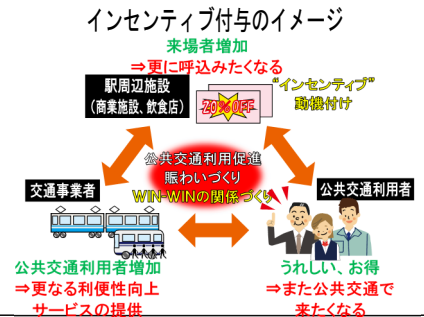 インセンティブ付与のイメージ
来場者増加
⇒更に呼込みたくなる
駅周辺施設
（商業施設、飲食店）
20％OFF
“インセンティブ”
動機付け
公共交通利用促進
賑わいづくり
WIN-WINの関係づくり
交通事業者
公共交通利用者
公共交通利用者増加
⇒更なる利便性向上
サービスの提供
うれしい、お得
⇒また公共交通で
来たくなる